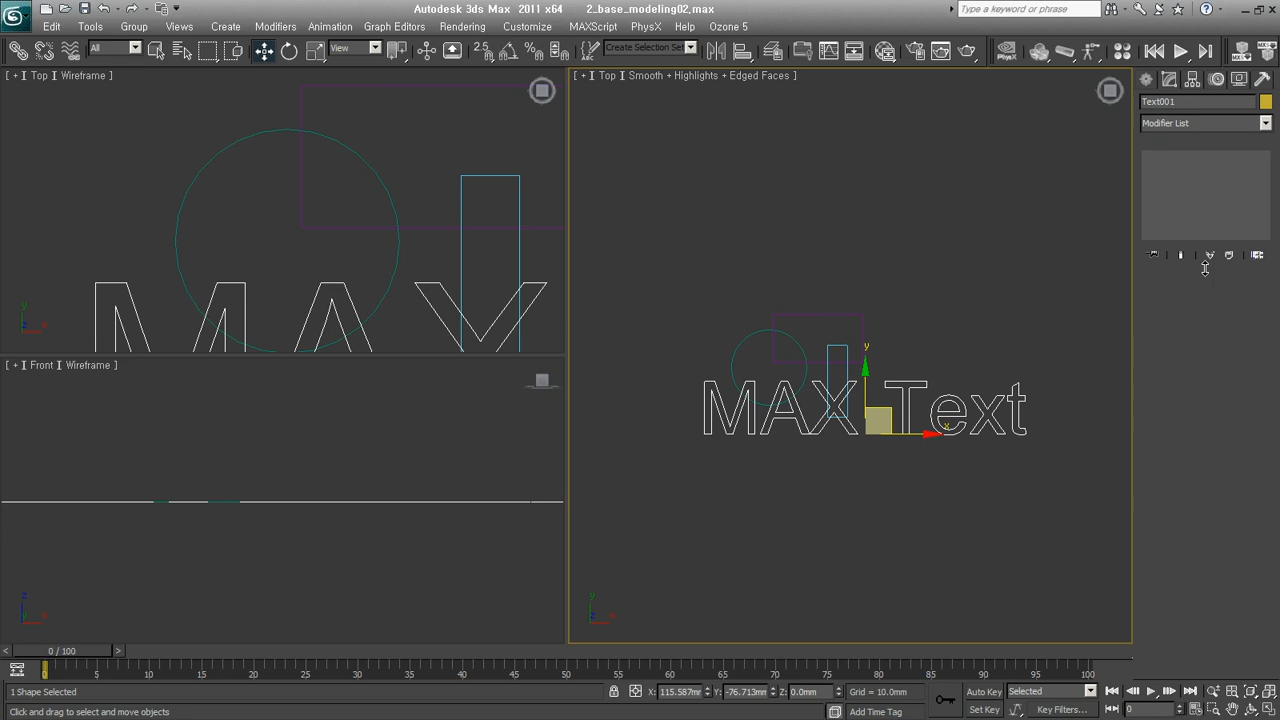 Autodesk 3ds Max 2011 x64 2_base_modeling02.max
Type a keyword or phrase
Edit Tools Group Views Create Modifiers Animation Graph Editors Rendering Customize MAXScript PhysX Help Ozone 5
All
View
2.5
Create Selection Set
PhysX
[ + ] [ Top ] [ Wireframe ]
[ + ] [ Top ] [ Smooth + Highlights + Edged Faces ]
Text001
Modifier List
MAX
MAX Text
y
x
[ + ] [ Front ] [ Wireframe ]
y
z
x
z
x
y
z
x
0 / 100
0 5 10 15 20 25 30 35 40 45 50 55 60 65 70 75 80 85 90 95 100
1 Shape Selected
X: 115.587mm Y: -76.713mm Z: 0.0mm
Grid = 10.0mm
Auto Key
Selected
Click and drag to select and move objects
Add Time Tag
Set Key
Key Filters...
0